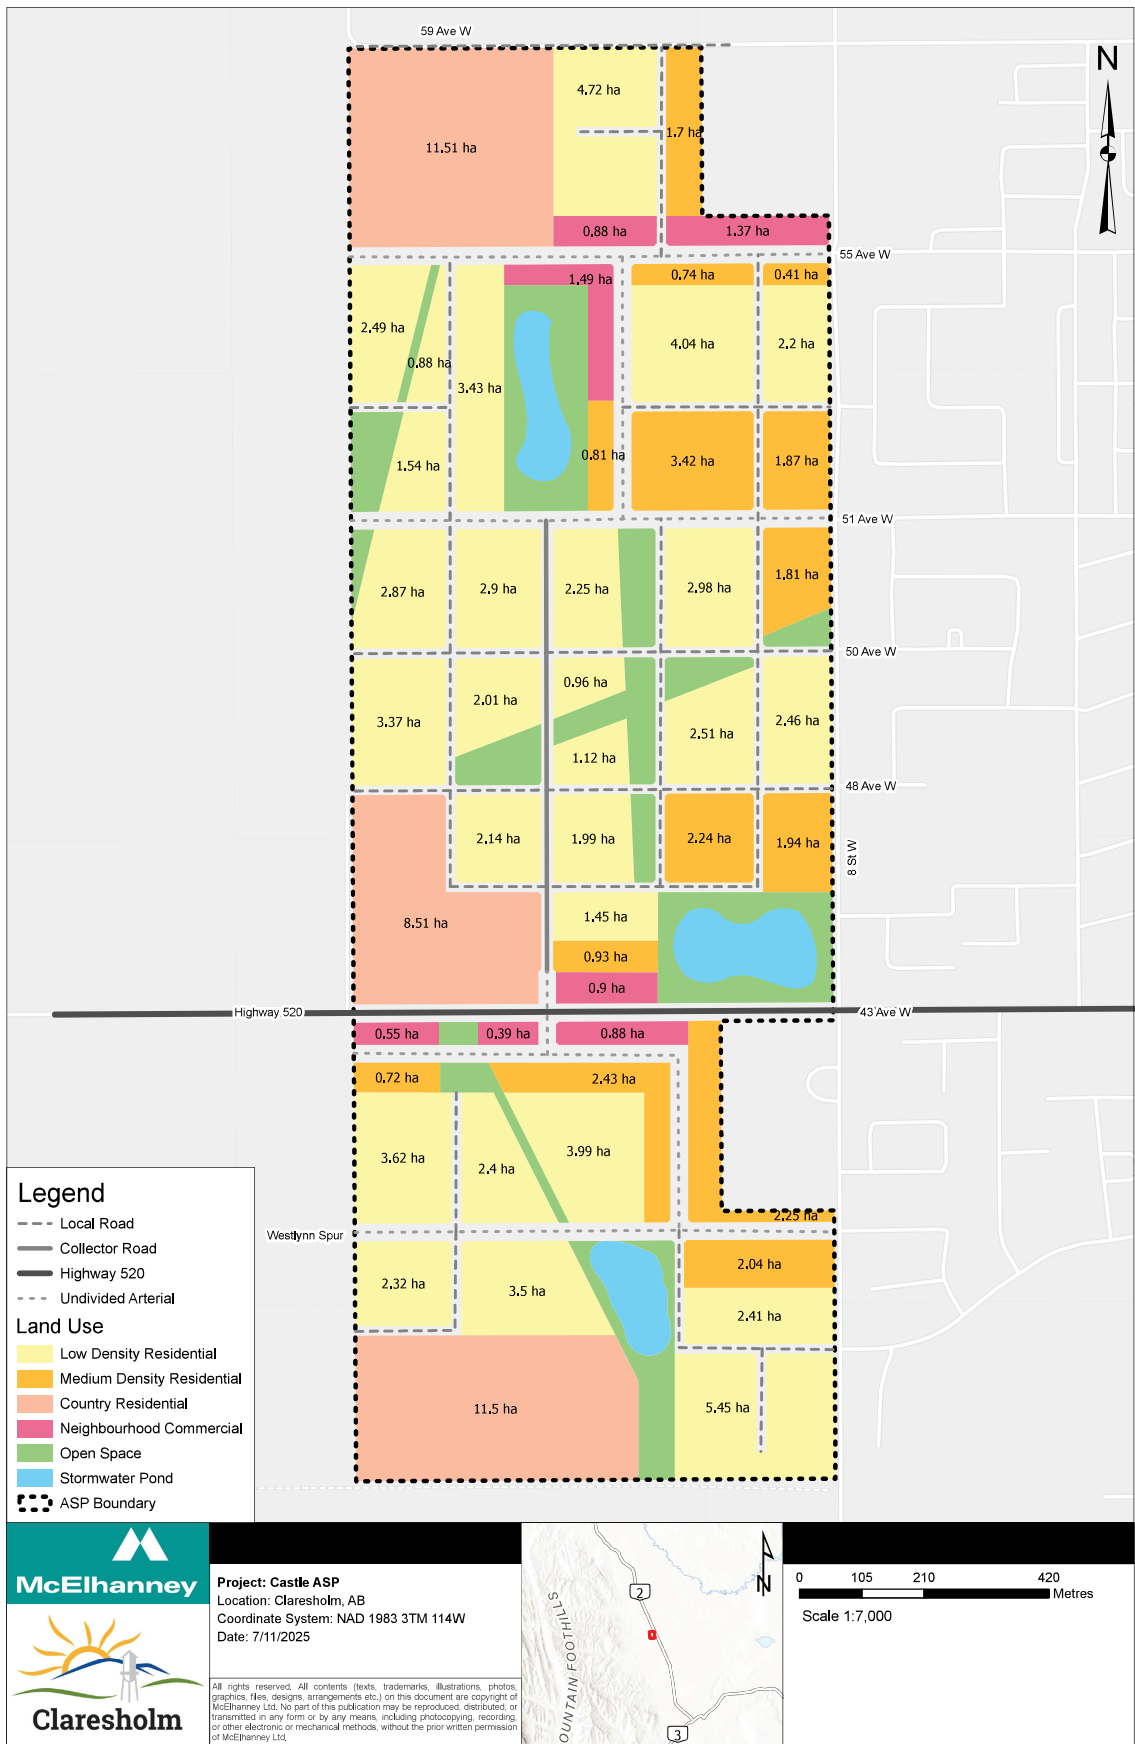 59 Ave W
N
4.72 ha
1.7 ha
11.51 ha
0.88 ha
1.37 ha
55 Ave W
1.49 ha
0.74 ha
0.41 ha
2.49 ha
0.88 ha
3.43 ha
4.04 ha
2.2 ha
1.54 ha
0.81 ha
3.42 ha
1.87 ha
51 Ave W
2.87 ha
2.9 ha
2.25 ha
2.98 ha
1.81 ha
50 Ave W
0.96 ha
2.01 ha
3.37 ha
2.46 ha
2.51 ha
1.12 ha
48 Ave W
2.14 ha
1.99 ha
2.24 ha
1.94 ha
8 St W
8.51 ha
1.45 ha
0.93 ha
0.9 ha
Highway 520
43 Ave W
0.55 ha
0.39 ha
0.88 ha
0.72 ha
2.43 ha
3.62 ha
2.4 ha
3.99 ha
2.25 ha
Westlynn Spur
2.04 ha
2.32 ha
3.5 ha
2.41 ha
11.5 ha
5.45 ha
Legend
Local Road
Collector Road
Highway 520
Undivided Arterial
Land Use
Low Density Residential
Medium Density Residential
Country Residential
Neighbourhood Commercial
Open Space
Stormwater Pond
ASP Boundary
McElhanney
Claresholm
Project: Castle ASP
Location: Claresholm, AB
Coordinate System: NAD 1983 3TM 114W
Date: 7/11/2025
All rights reserved. All contents (texts, trademarks, illustrations, photos,
graphics, files, designs, arrangements etc.) on this document are copyright of
McElhanney Ltd. No part of this publication may be reproduced, distributed, or
transmitted in any form or by any means, including photocopying, recording,
or other electronic or mechanical methods, without the prior written permission
of McElhanney Ltd.
2
3
OUNTAIN FOOTHILLS
N
0 105 210 420
Metres
Scale 1:7,000